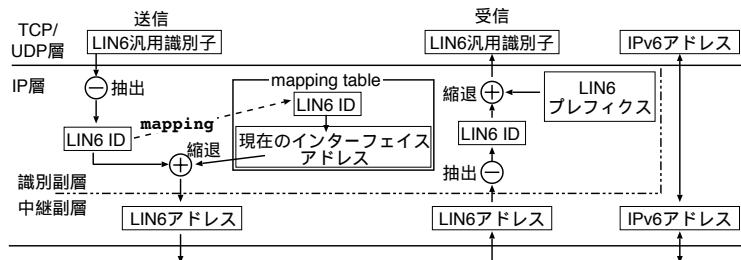 TCP/
UDP層
送信
LIN6汎用識別子
受信
LIN6汎用識別子
IPv6アドレス
IP層
抽出
mapping table
LIN6 ID
mapping
LIN6 ID
現在のインターフェイス
アドレス
縮退
縮退
LIN6
プレフィクス
LIN6 ID
抽出
識別副層
中継副層
LIN6アドレス
LIN6アドレス
IPv6アドレス